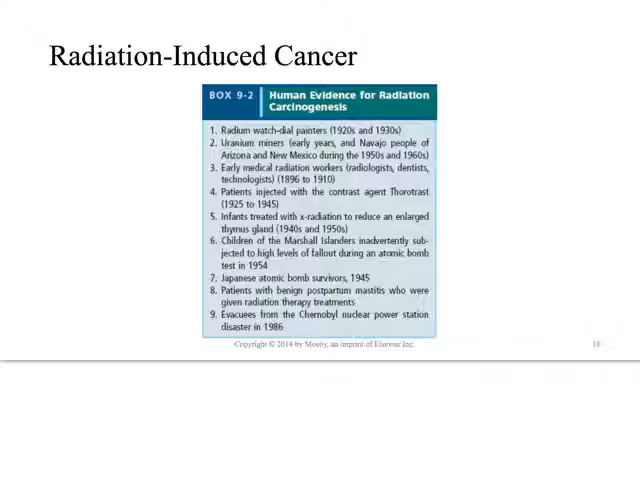 Radiation-Induced Cancer
BOX 9-2 Human Evidence for Radiation
Carcinogenesis
1. Radium watch-dial painters (1920s and 1930s)
2. Uranium miners (early years, and Navajo people of
Arizona and New Mexico during the 1950s and 1960s)
3. Early medical radiation workers (radiologists, dentists,
technologists) (1896 to 1910)
4. Patients injected with the contrast agent Thorotrast
(1925 to 1945)
5. Infants treated with x-radiation to reduce an enlarged
thymus gland (1940s and 1950s)
6. Children of the Marshall Islanders inadvertently sub-
jected to high levels of fallout during an atomic bomb
test in 1954
7. Japanese atomic bomb survivors, 1945
8. Patients with benign postpartum mastitis who were
given radiation therapy treatments
9. Evacuees from the Chernobyl nuclear power station
disaster in 1986
Copyright © 2014 by Mosby, an imprint of Elsevier Inc.
18